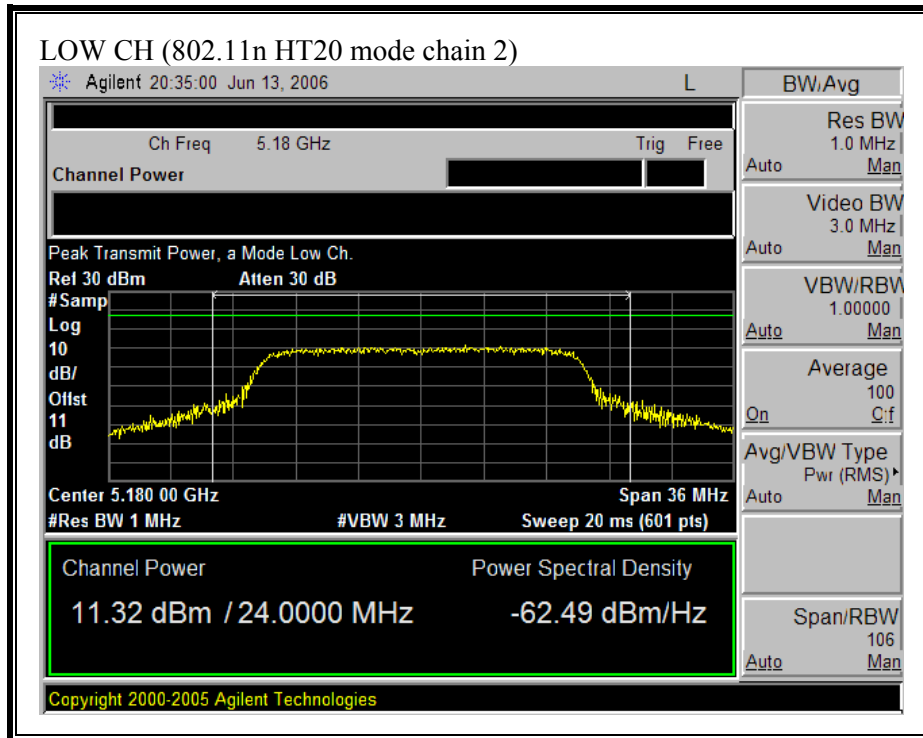 LOW CH (802.11n HT20 mode chain 2)
Agilent 20:35:00 Jun 13, 2006 L
BW/Avg
Ch Freq 5.18 GHz Trig Free
Channel Power
Res BW
1.0 MHz
Auto Man
Video BW
3.0 MHz
Auto Man
VBW/RBW
1.00000
Auto Man
Average
100
On Off
Avg/VBW Type
Pwr (RMS)
Auto Man
Span/RBW
106
Auto Man
Peak Transmit Power, a Mode Low Ch.
Ref 30 dBm Atten 30 dB
#Samp
Log
10
dB/
Offst
11
dB
Center 5.180 00 GHz Span 36 MHz
#Res BW 1 MHz #VBW 3 MHz Sweep 20 ms (601 pts)
Channel Power Power Spectral Density
11.32 dBm / 24.0000 MHz -62.49 dBm/Hz
Copyright 2000-2005 Agilent Technologies